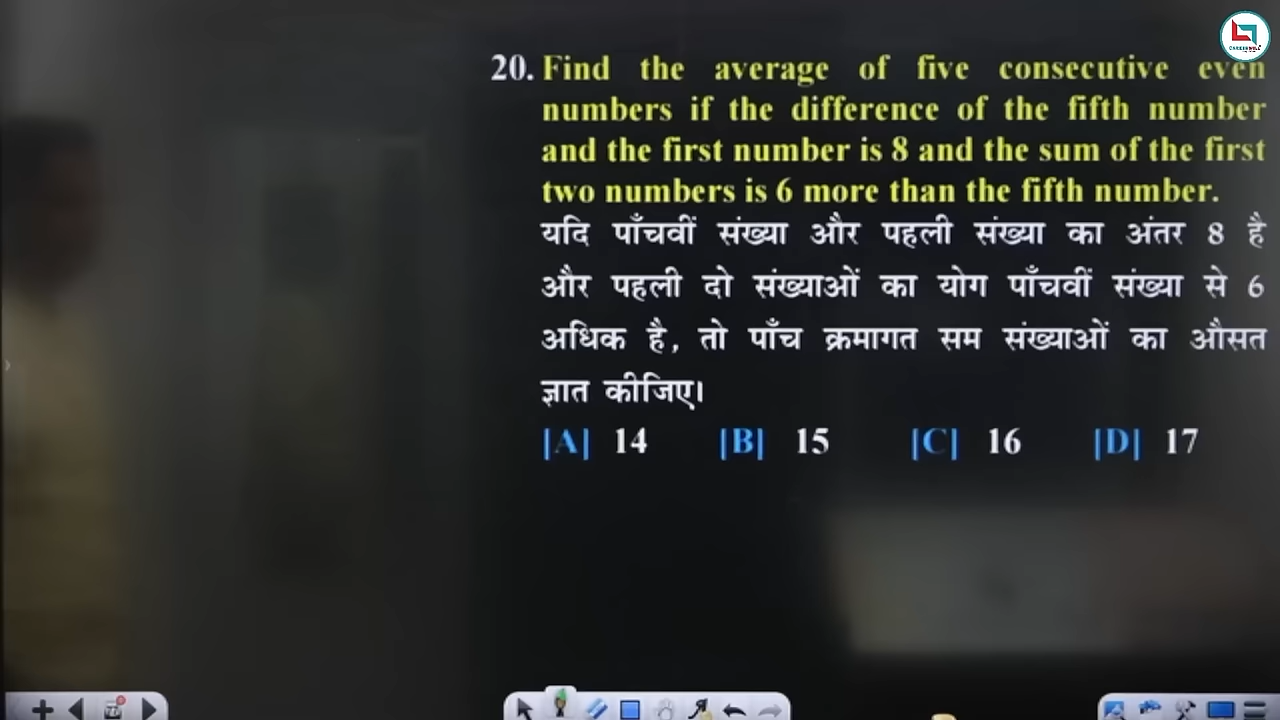 20. Find the average of five consecutive even
numbers if the difference of the fifth number
and the first number is 8 and the sum of the first
two numbers is 6 more than the fifth number.
यदि पाँचवीं संख्या और पहली संख्या का अंतर 8 है
और पहली दो संख्याओं का योग पाँचवीं संख्या से 6
अधिक है, तो पाँच क्रमागत सम संख्याओं का औसत
ज्ञात कीजिए।
[A] 14 [B] 15 [C] 16 [D] 17